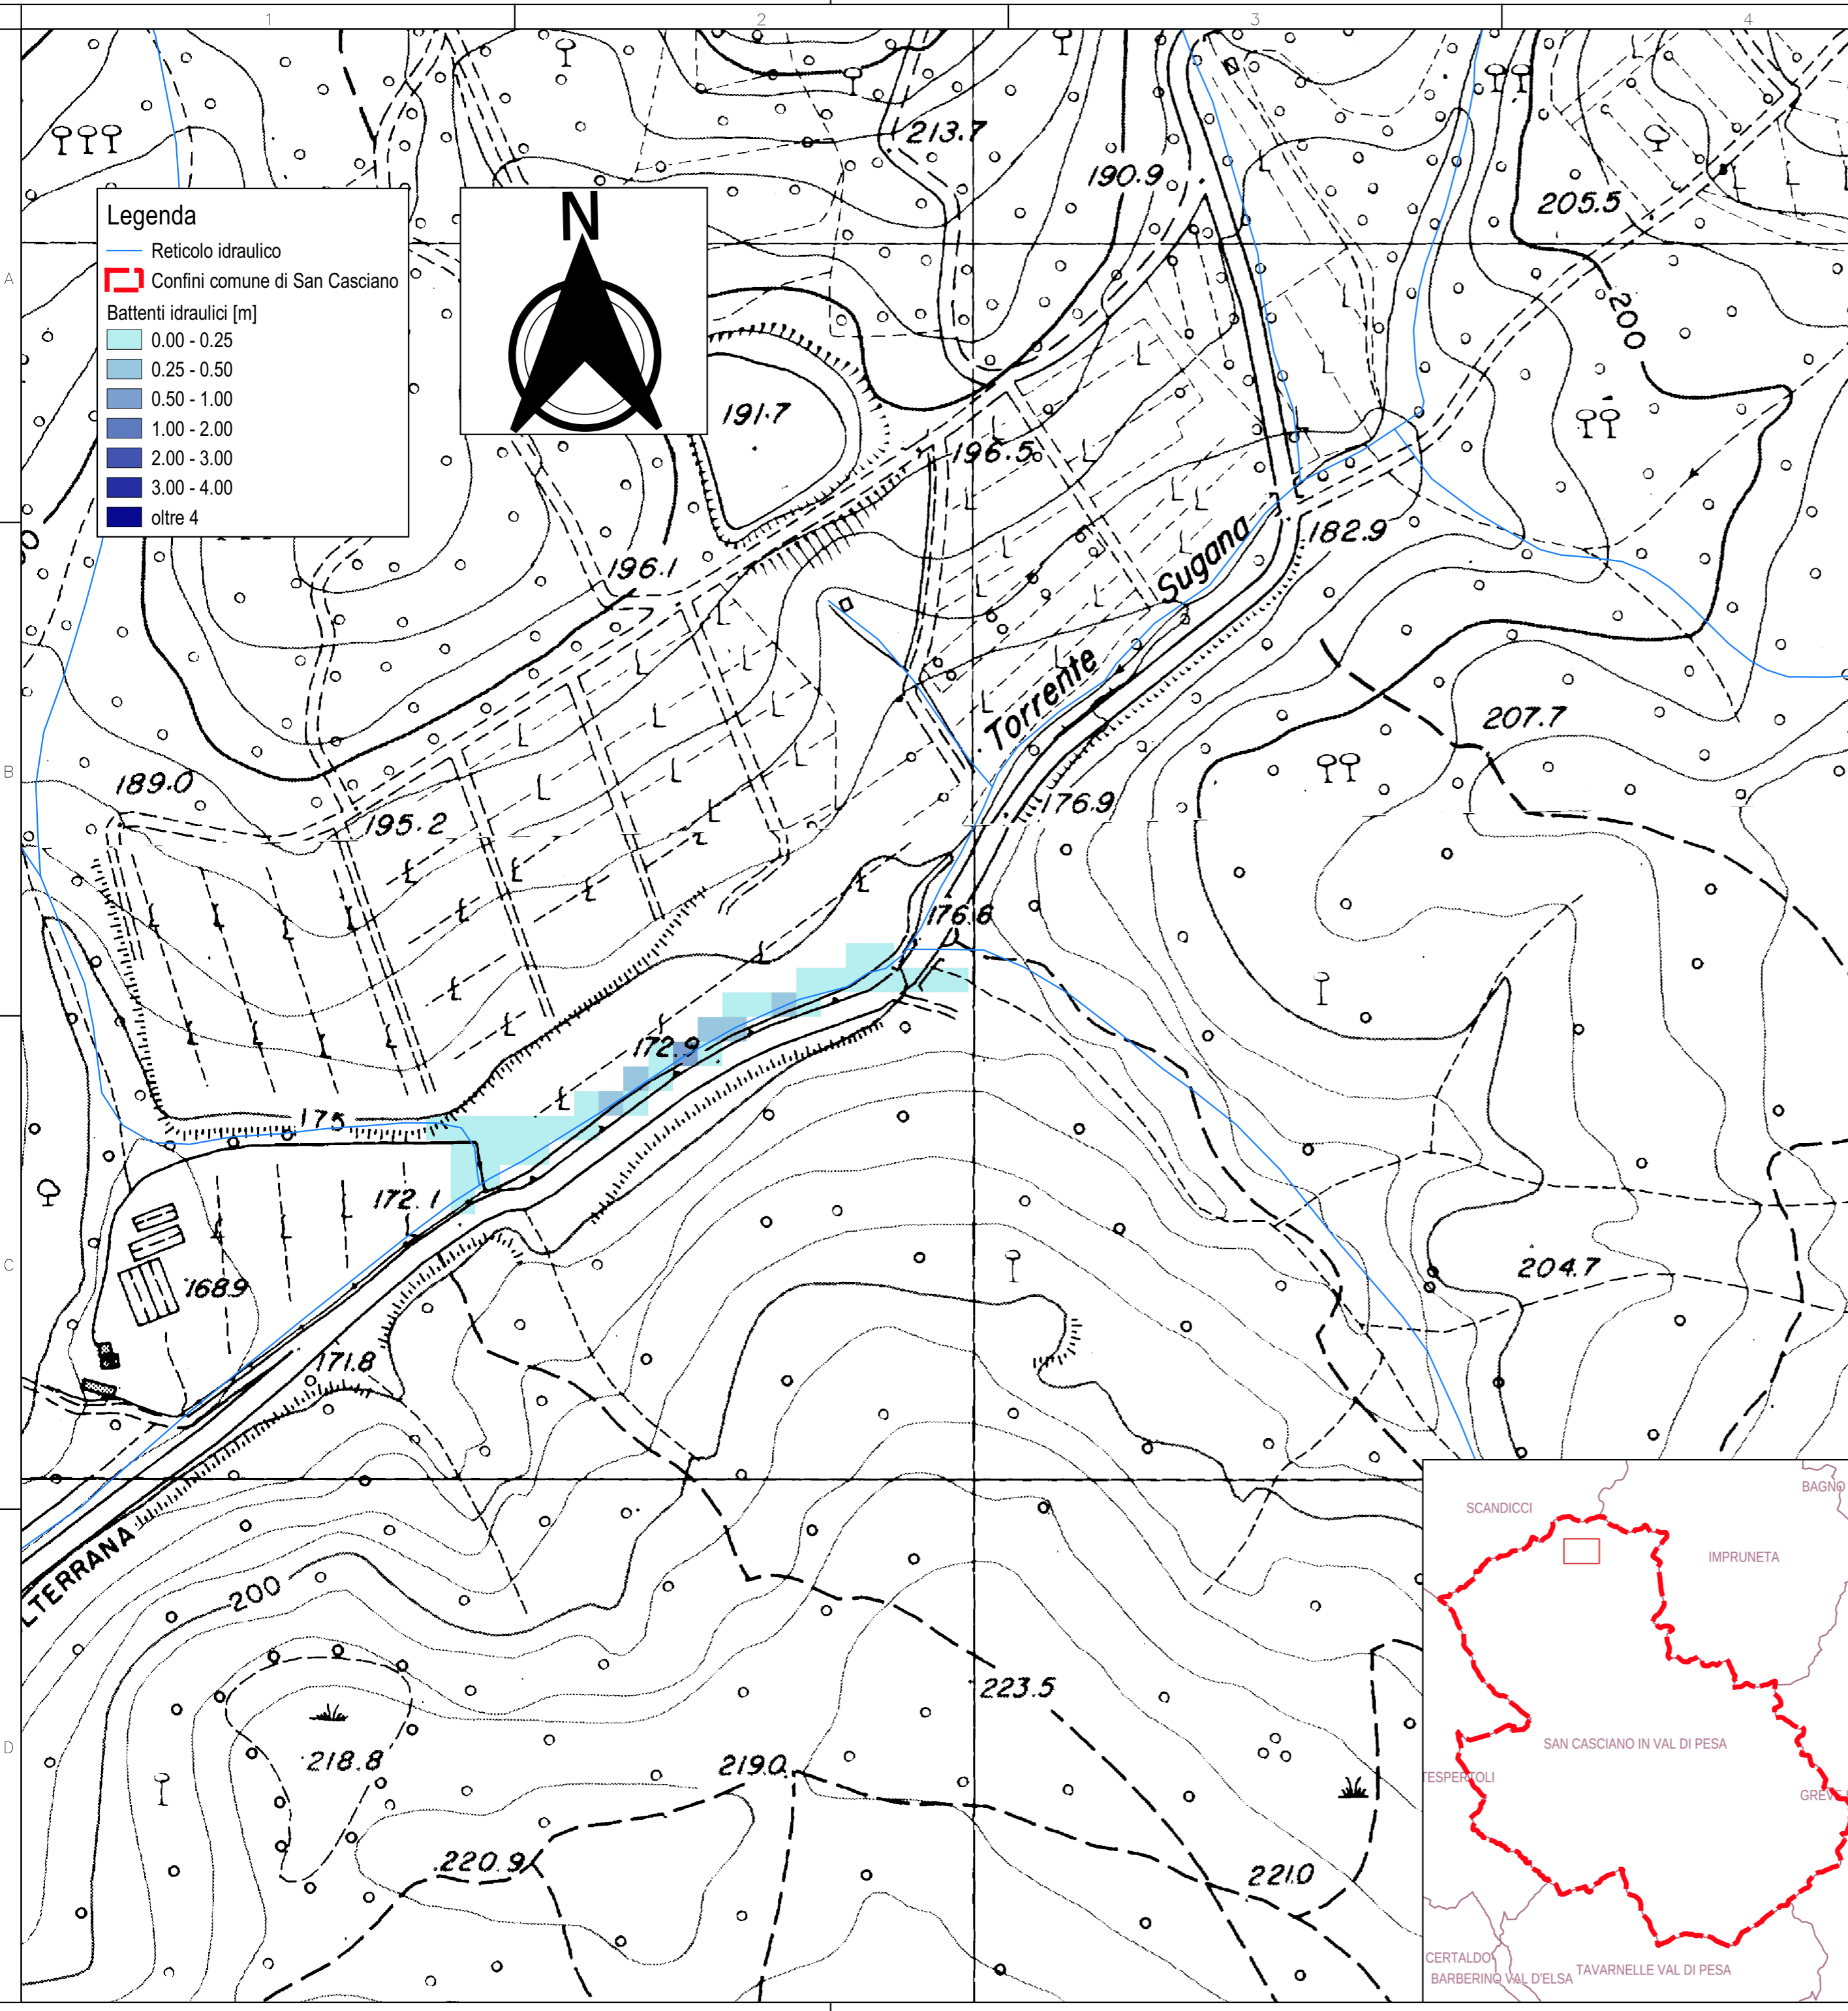 1 2 3 4
A
B
C
D
Legenda
Reticolo idraulico
Confini comune di San Casciano
Battenti idraulici [m]
0.00 - 0.25
0.25 - 0.50
0.50 - 1.00
1.00 - 2.00
2.00 - 3.00
3.00 - 4.00
oltre 4
N
213.7
190.9
205.5
200
191.7
196.5
196.1
182.9
Torrente Sugana
207.7
189.0
195.2
176.9
176.8
172.9
175
172.1
168.9
204.7
171.8
LTERRANA
200
223.5
218.8
219.0
220.9
221.0
SCANDICCI
BAGNO
IMPRUNETA
SAN CASCIANO IN VAL DI PESA
TESPERTOLI
GREVE
CERTALDO
BARBERINO VAL D'ELSA
TAVARNELLE VAL DI PESA